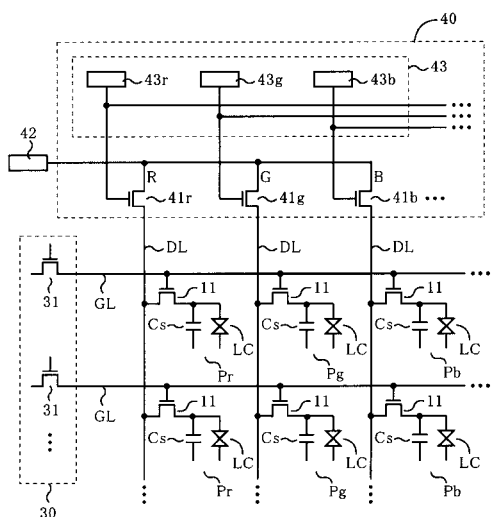 40
43r 43g 43b 43
42
R G B
41r 41g 41b
DL DL DL
31 GL 11 11 11
Cs LC Cs LC Cs LC
Pr Pg Pb
31 GL 11 11 11
Cs LC Cs LC Cs LC
Pr Pg Pb
30